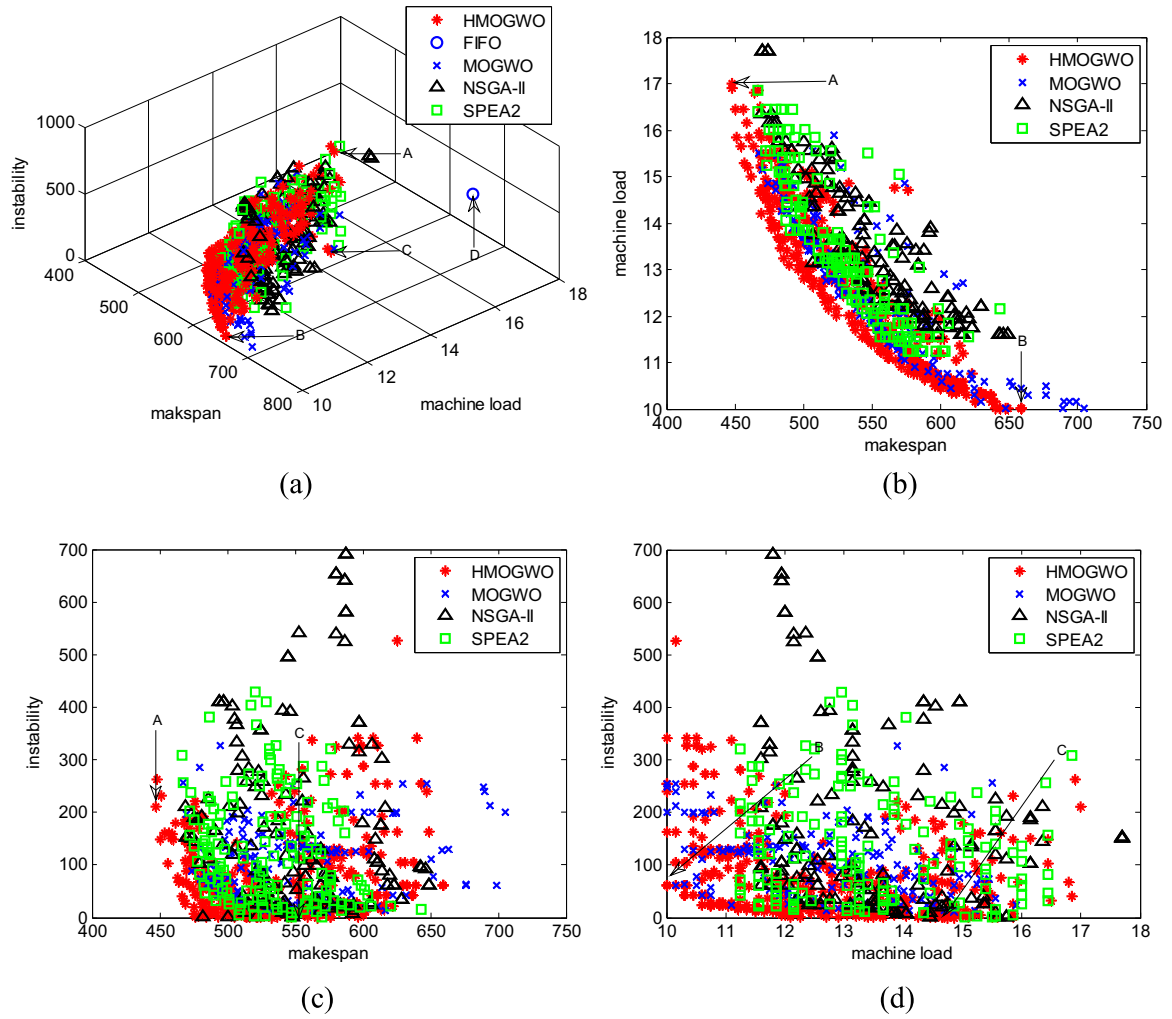 HMOGWO
FIFO
MOGWO
NSGA-II
SPEA2
1000
500
0
instability
400
500
600
700
800
makspan
10
12
14
16
18
machine load
A
B
C
D
(a)
18
17
16
15
14
13
12
11
10
machine load
HMOGWO
MOGWO
NSGA-II
SPEA2
A
B
400 450 500 550 600 650 700 750
makespan
(b)
700
600
500
400
300
200
100
0
instability
HMOGWO
MOGWO
NSGA-II
SPEA2
A
C
400 450 500 550 600 650 700 750
makespan
(c)
700
600
500
400
300
200
100
0
instability
HMOGWO
MOGWO
NSGA-II
SPEA2
B
C
10 11 12 13 14 15 16 17 18
machine load
(d)